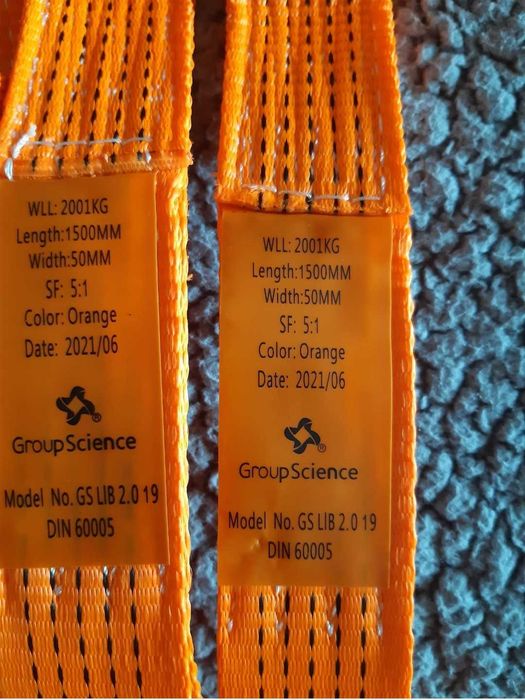 WLL: 2001KG
Length:1500MM
Width:50MM
SF: 5:1
Color: Orange
Date: 2021/06
GroupScience
Model No. GS LIB 2.0 19
DIN 60005
WLL: 2001KG
Length:1500MM
Width:50MM
SF: 5:1
Color: Orange
Date: 2021/06
GroupScience
Model No. GS LIB 2.0 19
DIN 60005